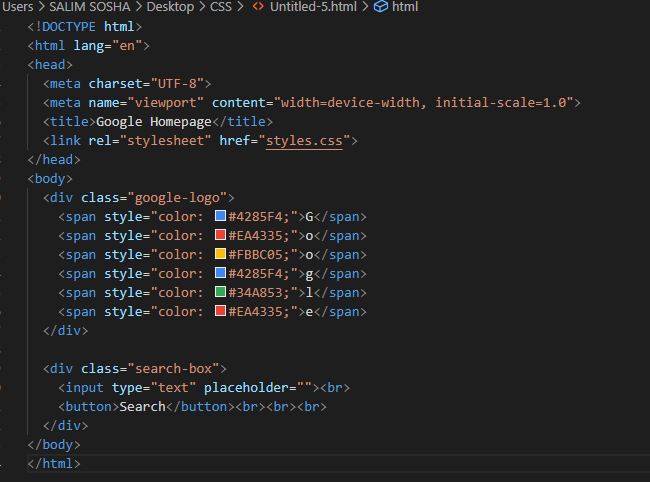 Users > SALIM SOSHA > Desktop > CSS > <> Untitled-5.html > html
<!DOCTYPE html>
<html lang="en">
<head>
  <meta charset="UTF-8">
  <meta name="viewport" content="width=device-width, initial-scale=1.0">
  <title>Google Homepage</title>
  <link rel="stylesheet" href="styles.css">
</head>
<body>
  <div class="google-logo">
    <span style="color: #4285F4;">G</span>
    <span style="color: #EA4335;">o</span>
    <span style="color: #FBBC05;">o</span>
    <span style="color: #4285F4;">g</span>
    <span style="color: #34A853;">l</span>
    <span style="color: #EA4335;">e</span>
  </div>

  <div class="search-box">
    <input type="text" placeholder=""><br>
    <button>Search</button><br><br><br>
  </div>
</body>
</html>